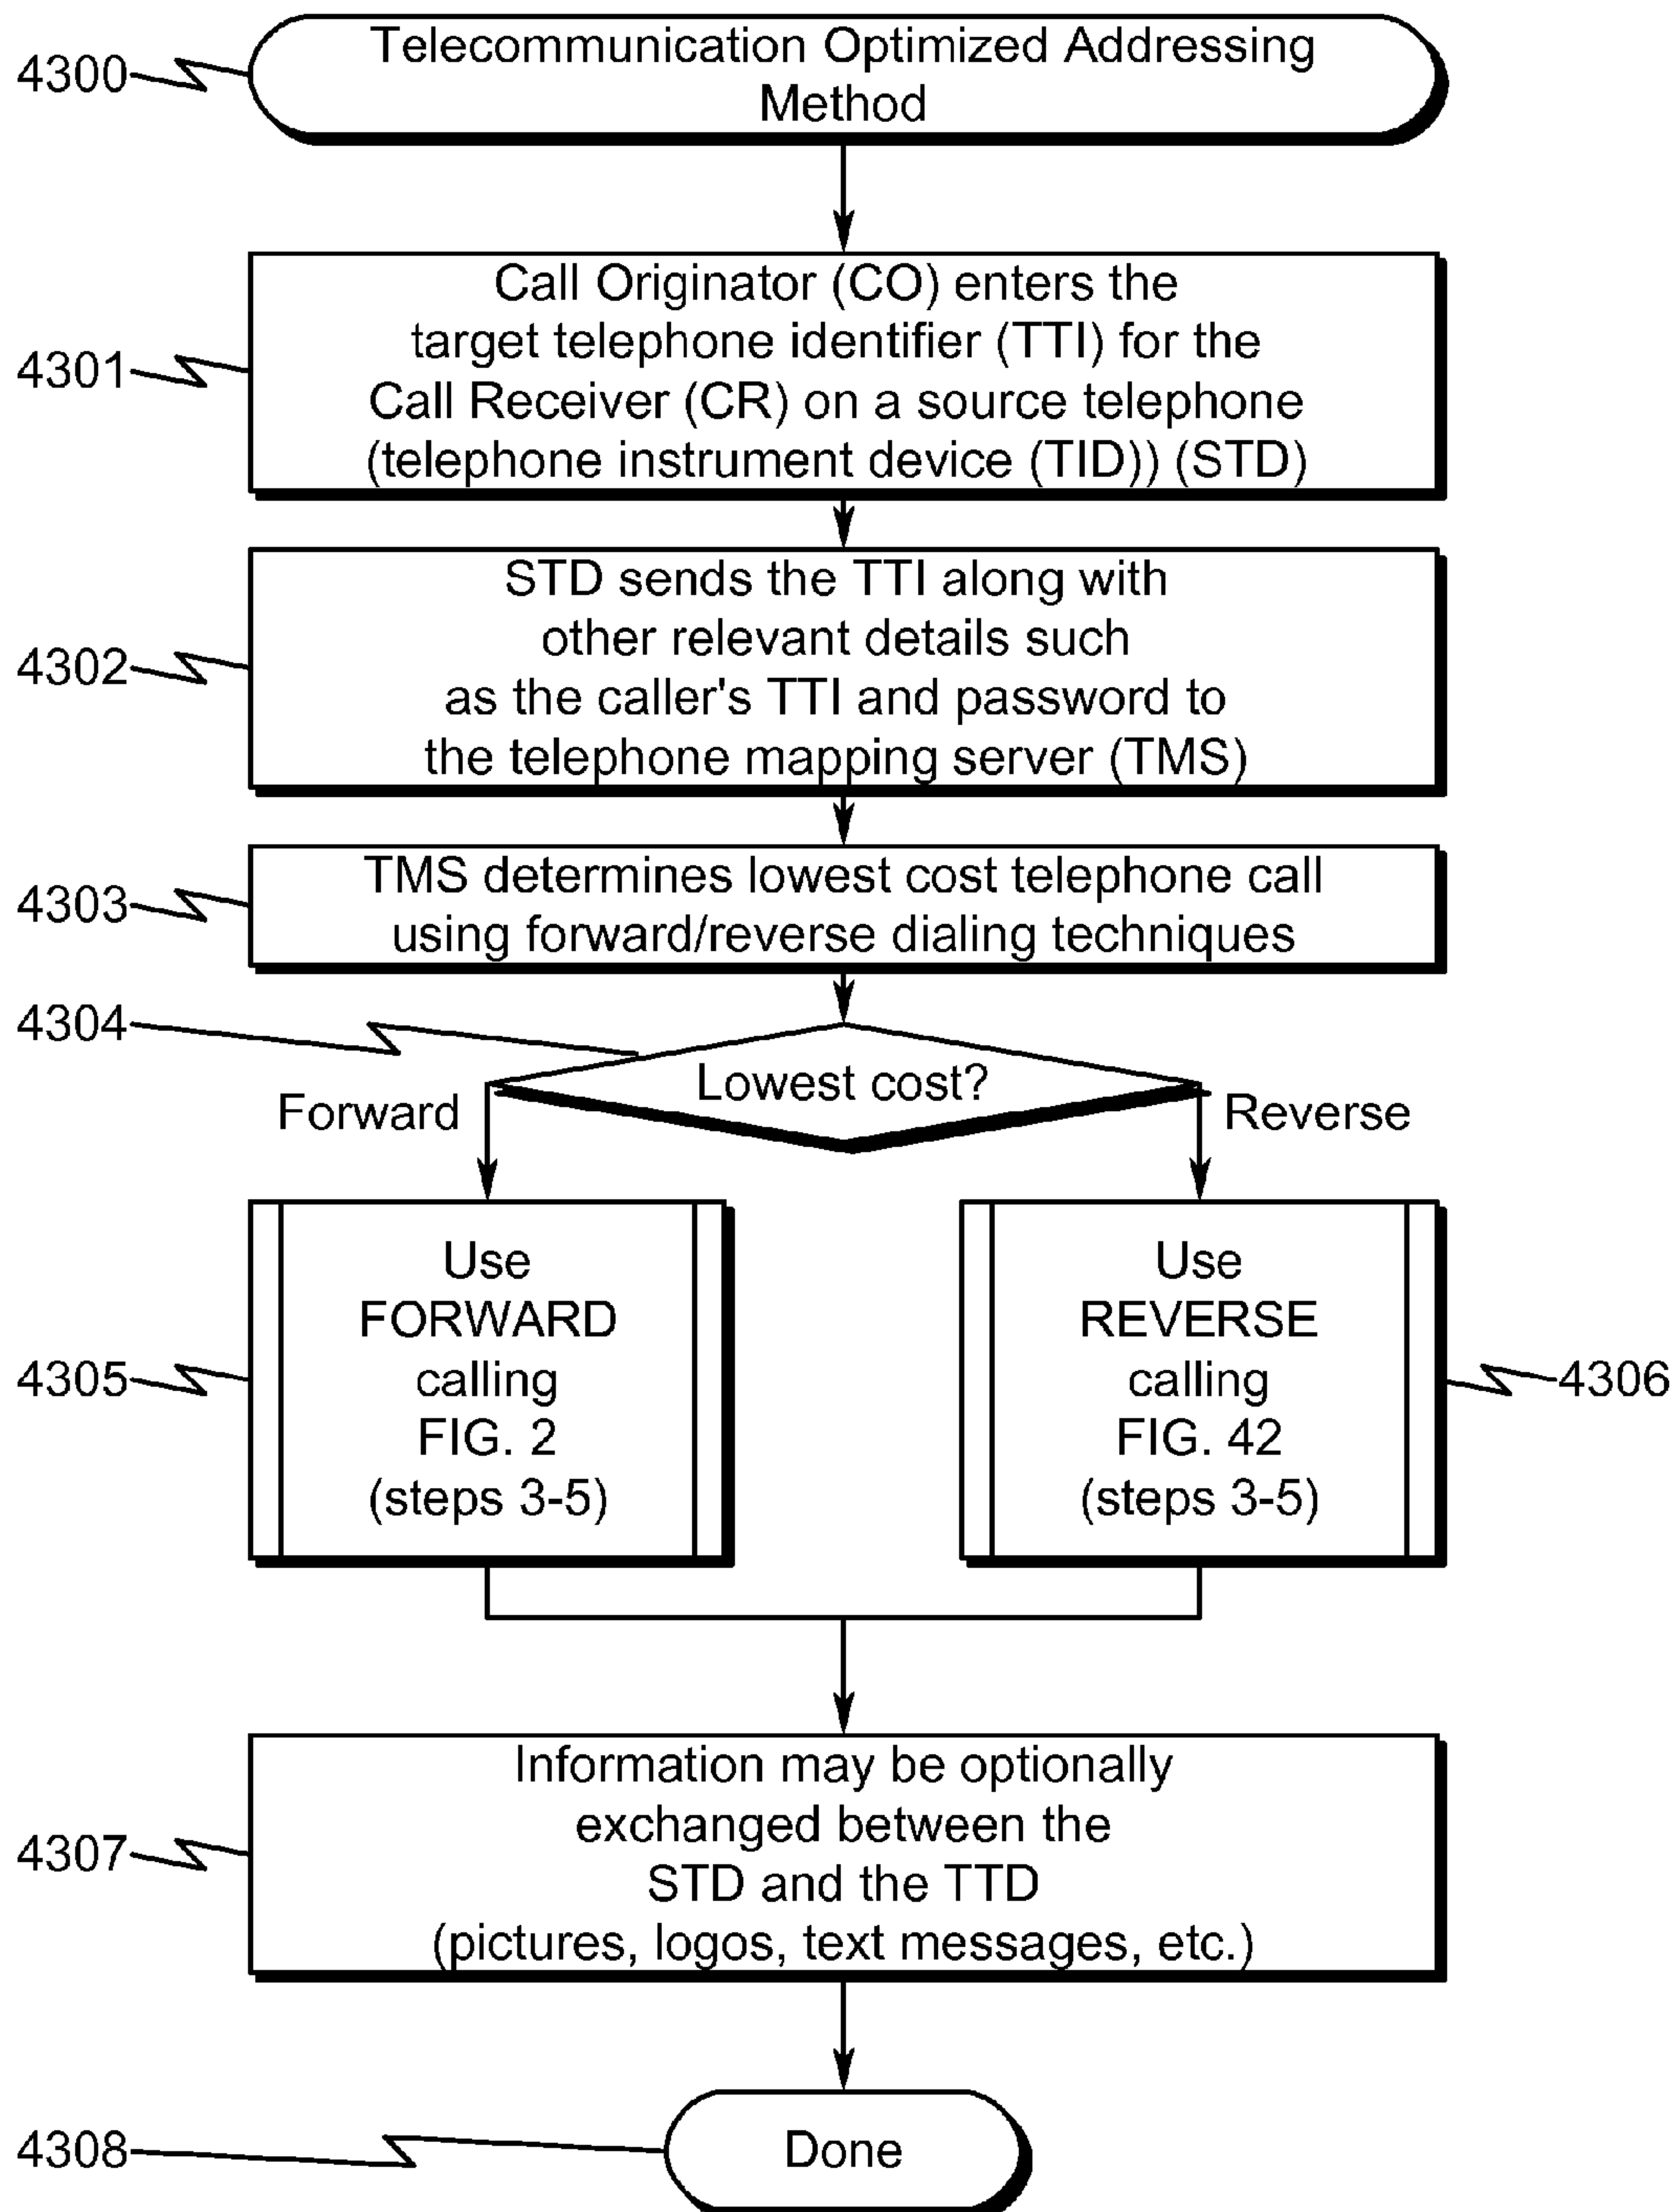 4300
Telecommunication Optimized Addressing
Method
4301
Call Originator (CO) enters the
target telephone identifier (TTI) for the
Call Receiver (CR) on a source telephone
(telephone instrument device (TID)) (STD)
4302
STD sends the TTI along with
other relevant details such
as the caller's TTI and password to
the telephone mapping server (TMS)
4303
TMS determines lowest cost telephone call
using forward/reverse dialing techniques
4304
Lowest cost?
Forward
Reverse
4305
Use
FORWARD
calling
FIG. 2
(steps 3-5)
Use
REVERSE
calling
FIG. 42
(steps 3-5)
4306
4307
Information may be optionally
exchanged between the
STD and the TTD
(pictures, logos, text messages, etc.)
4308
Done